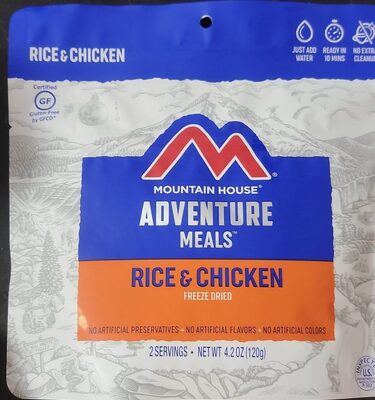 RICE & CHICKEN
JUST ADD
WATER
READY IN
10 MINS
NO EXTRA
CLEANUP
Certified
GF
Gluten-Free
by GFCO
MOUNTAIN HOUSE®
ADVENTURE
MEALS™
RICE & CHICKEN
FREEZE DRIED
NO ARTIFICIAL PRESERVATIVES • NO ARTIFICIAL FLAVORS • NO ARTIFICIAL COLORS
2 SERVINGS • NET WT 4.2 OZ (120g)
U.S.